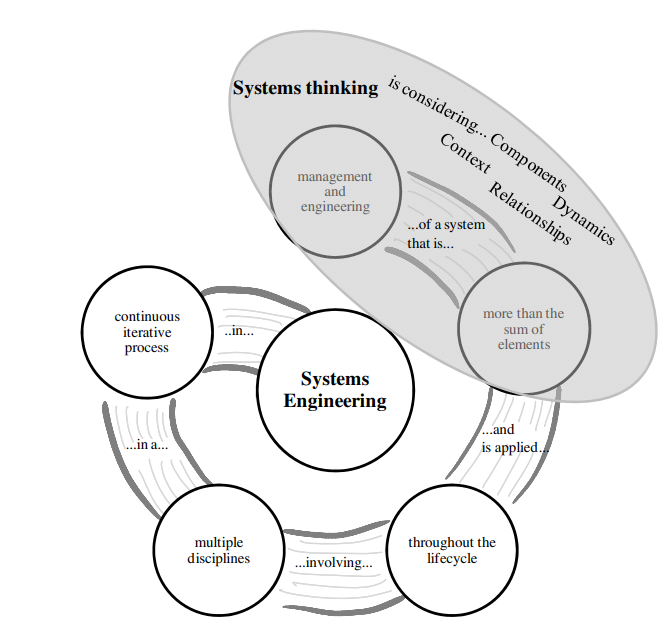 Systems thinking
is considering... Components
Context
Relationships
Dynamics
management
and
engineering
...of a system
that is...
more than the
sum of
elements
...and
is applied...
throughout the
lifecycle
...involving...
multiple
disciplines
...in a...
continuous
iterative
process
..in...
Systems
Engineering